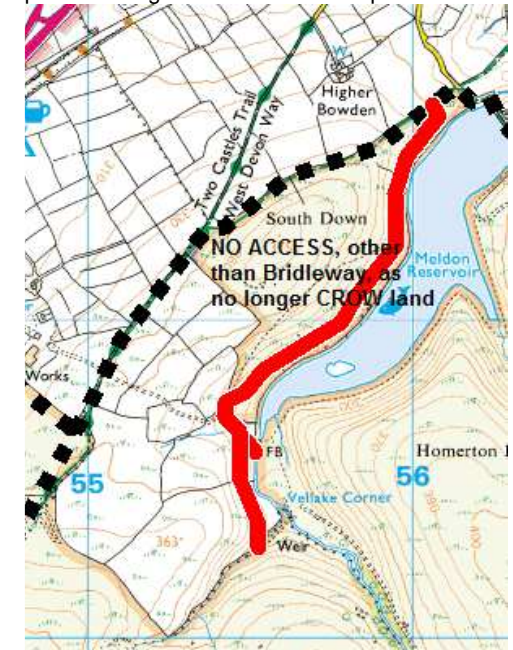 Higher
Bowden
Two Castles Trail
West Devon Way
South Down
NO ACCESS, other
than Bridleway, as
no longer CROW land
Meldon
Reservoir
Works
FB
Homerton
55
56
Vellake Corner
363
Weir